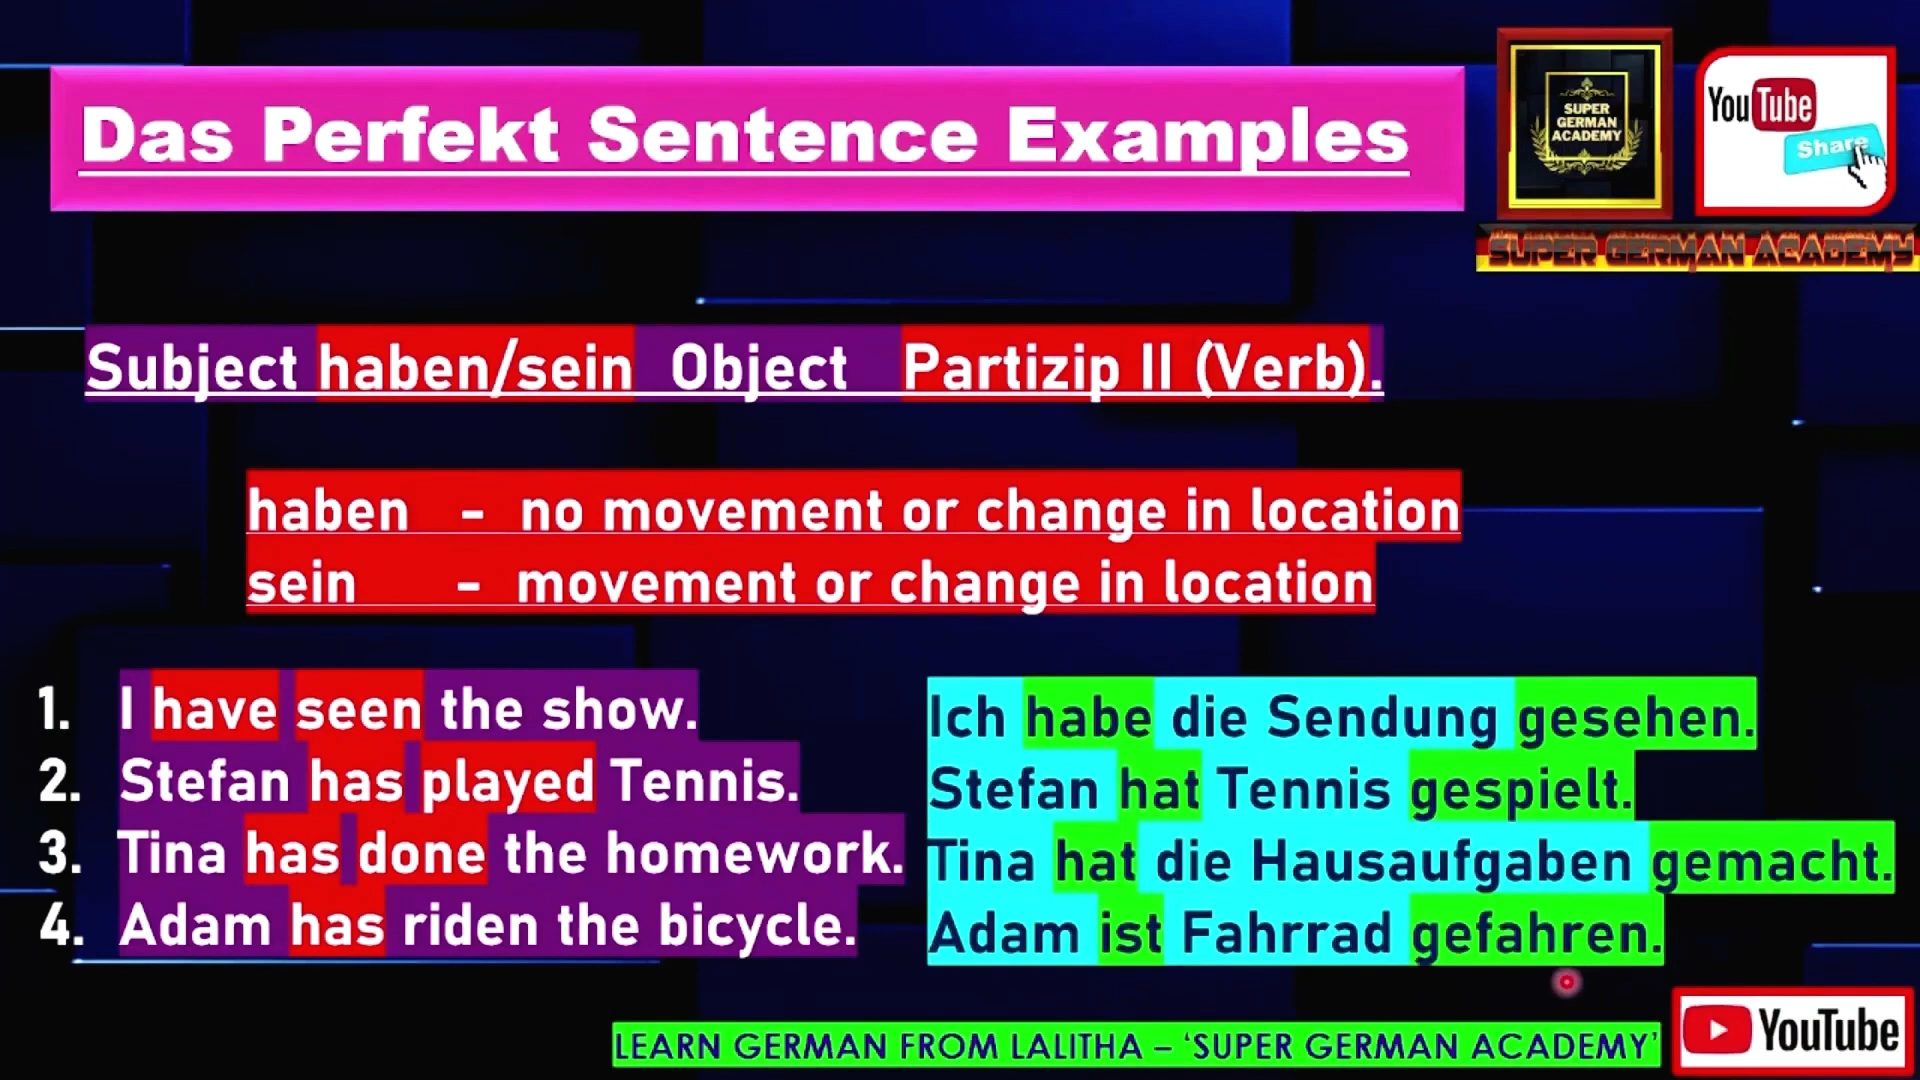 Das Perfekt Sentence Examples
SUPER
GERMAN
ACADEMY
YouTube
Share
SUPER GERMAN ACADEMY
Subject haben/sein Object Partizip II (Verb).
haben - no movement or change in location
sein - movement or change in location
1. I have seen the show.
2. Stefan has played Tennis.
3. Tina has done the homework.
4. Adam has riden the bicycle.
Ich habe die Sendung gesehen.
Stefan hat Tennis gespielt.
Tina hat die Hausaufgaben gemacht.
Adam ist Fahrrad gefahren.
LEARN GERMAN FROM LALITHA – ‘SUPER GERMAN ACADEMY’
YouTube